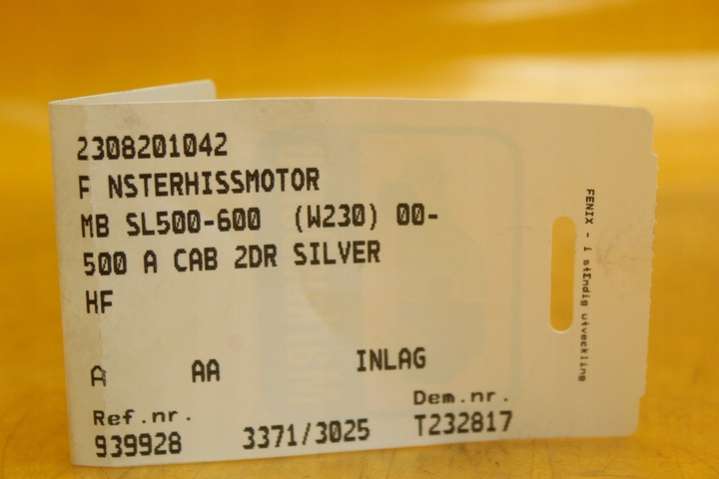 2308201042
F NSTERHISSMOTOR
MB SL500-600 (W230) 00-
500 A CAB 2DR SILVER
HF
A AA INLAG
Ref.nr. Dem.nr.
939928 3371/3025 T232817
FENIX - i stΣndig utveckling